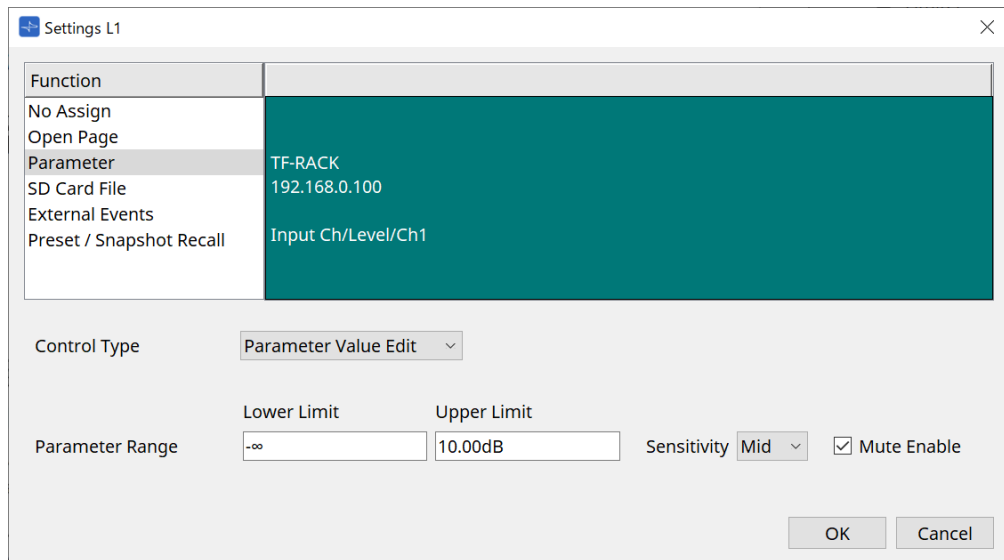 Settings L1
Function
No Assign
Open Page
Parameter
SD Card File
External Events
Preset / Snapshot Recall
TF-RACK
192.168.0.100
Input Ch/Level/Ch1
Control Type
Parameter Value Edit
Lower Limit
Upper Limit
Parameter Range
-∞
10.00dB
Sensitivity
Mid
Mute Enable
OK
Cancel